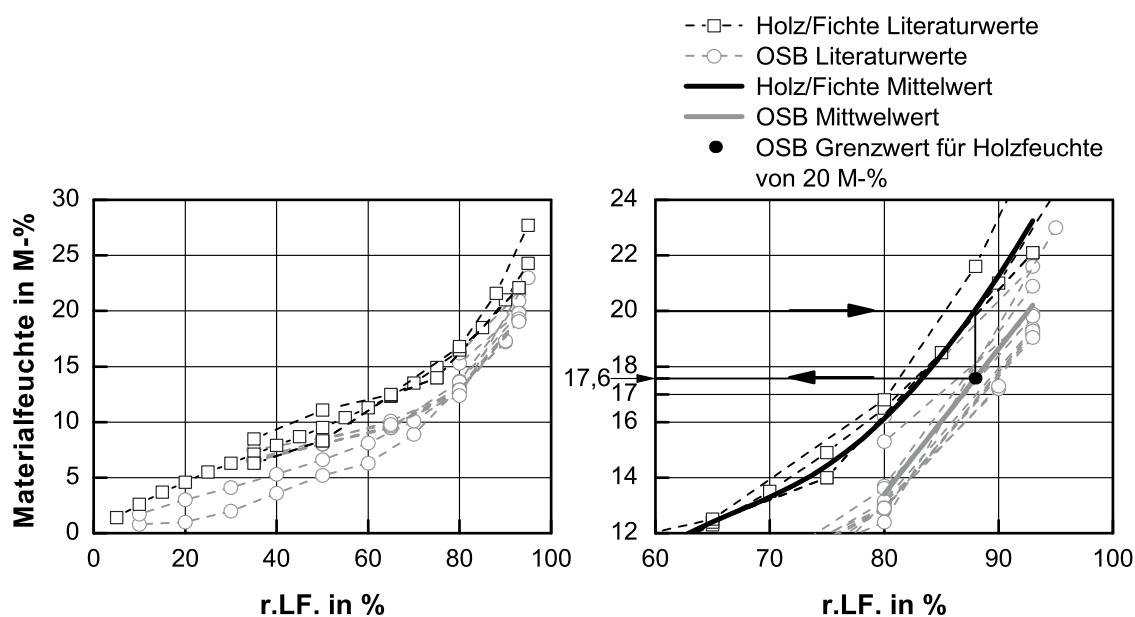 Holz/Fichte Literaturwerte
OSB Literaturwerte
Holz/Fichte Mittelwert
OSB Mittwelwert
OSB Grenzwert für Holzfeuchte
von 20 M-%
Materialfeuchte in M-%
30
25
20
15
10
5
0
0 20 40 60 80 100
r.LF. in %
24
22
20
18
17,6
17
16
14
12
60 70 80 90 100
r.LF. in %